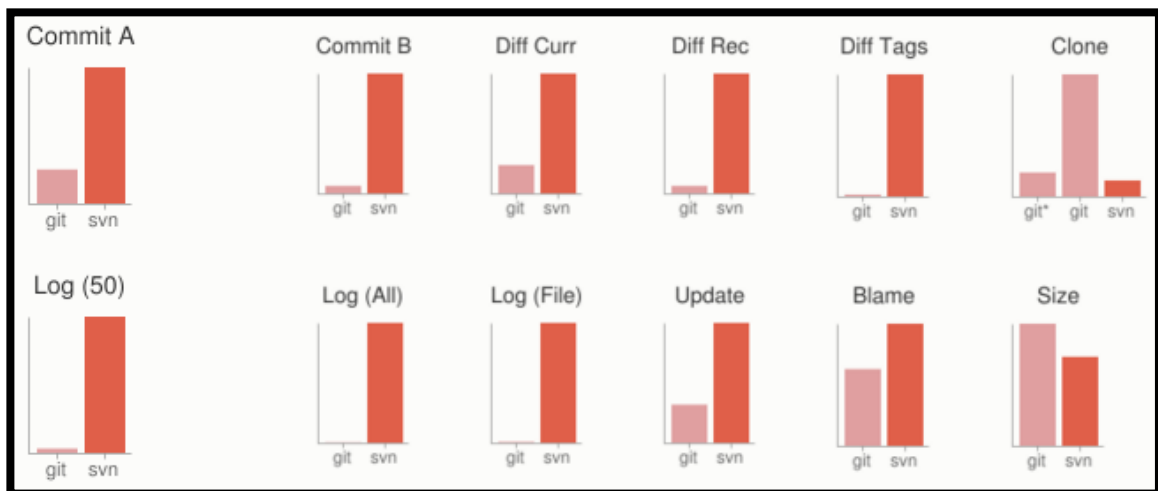 Commit A
Commit B
Diff Curr
Diff Rec
Diff Tags
Clone
git svn
git svn
git svn
git svn
git svn
git* git svn
Log (50)
Log (All)
Log (File)
Update
Blame
Size
git svn
git svn
git svn
git svn
git svn
git svn